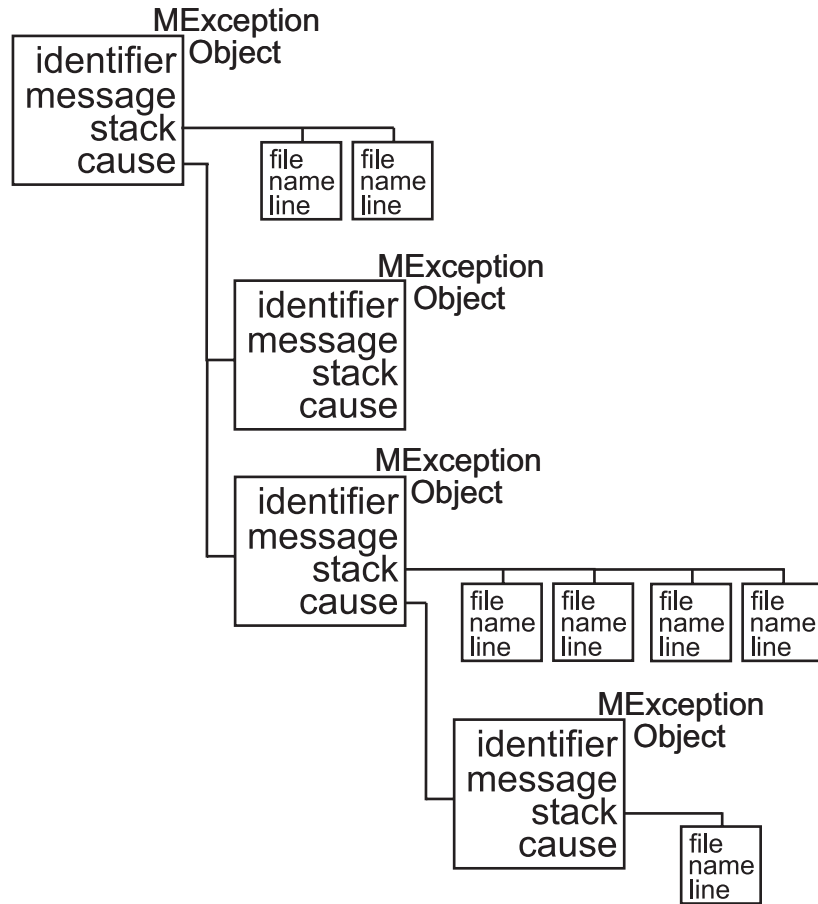 MException
Object
identifier
message
stack
cause
file
name
line
file
name
line
MException
Object
identifier
message
stack
cause
MException
Object
identifier
message
stack
cause
file
name
line
file
name
line
file
name
line
file
name
line
MException
Object
identifier
message
stack
cause
file
name
line